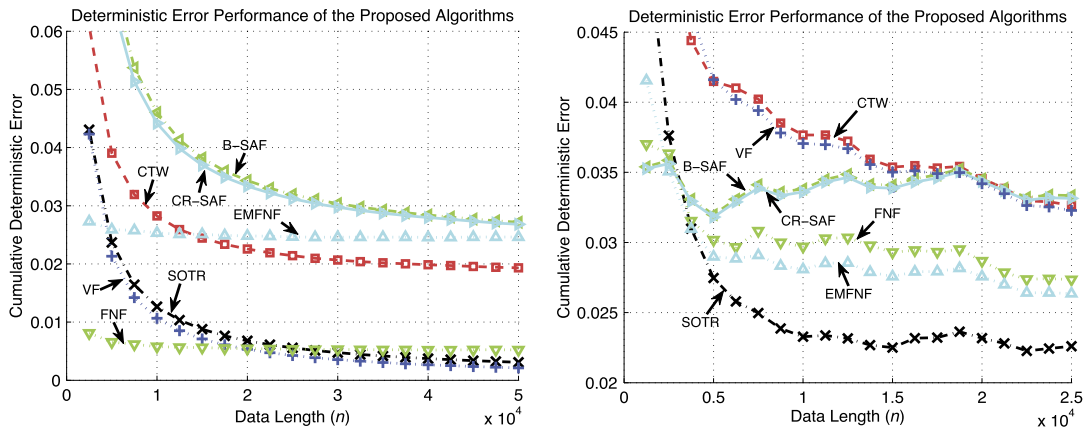 Deterministic Error Performance of the Proposed Algorithms
0.06
0.05
0.04
0.03
0.02
0.01
0
Cumulative Deterministic Error
B−SAF
CTW
CR−SAF
EMFNF
VF
SOTR
FNF
0
1
2
3
4
5
Data Length (n)
x 10^4
Deterministic Error Performance of the Proposed Algorithms
0.045
0.04
0.035
0.03
0.025
0.02
Cumulative Deterministic Error
CTW
VF
B−SAF
CR−SAF
FNF
EMFNF
SOTR
0
0.5
1
1.5
2
2.5
Data Length (n)
x 10^4